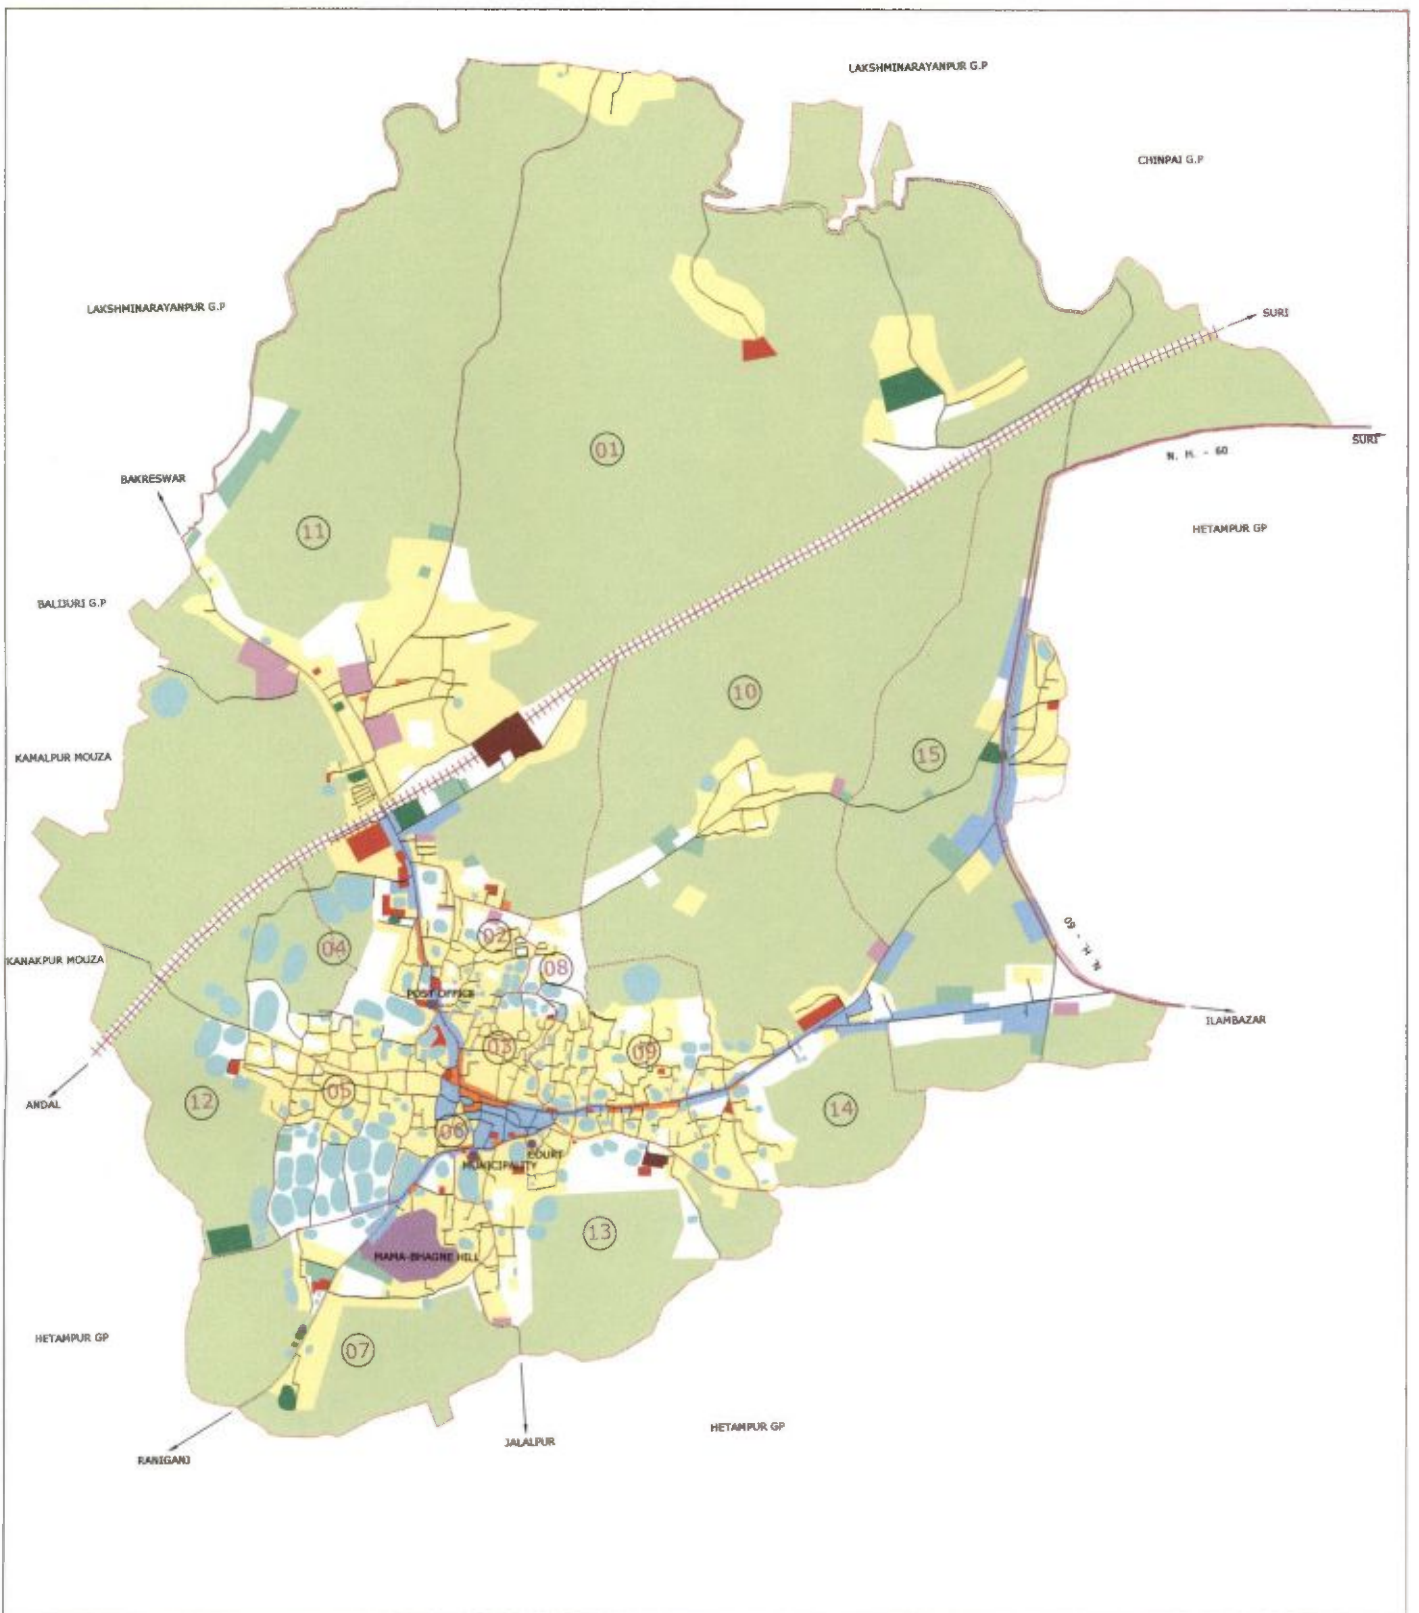 LAKSHMINARAYANPUR G.P
CHINPAI G.P
LAKSHMINARAYANPUR G.P
SURI
SURI
N. H. - 60
01
BAKRESWAR
11
HETAMPUR GP
BALIJURI G.P
10
15
KAMALPUR MOUZA
N. H. - 60
02
04
KANAKPUR MOUZA
08
POST OFFICE
ILAMBAZAR
03
09
05
ANDAL
12
14
06
COURT
MUNICIPALITY
13
MAMA-BHAGNE HILL
HETAMPUR GP
07
HETAMPUR GP
JALALPUR
RANIGANJ